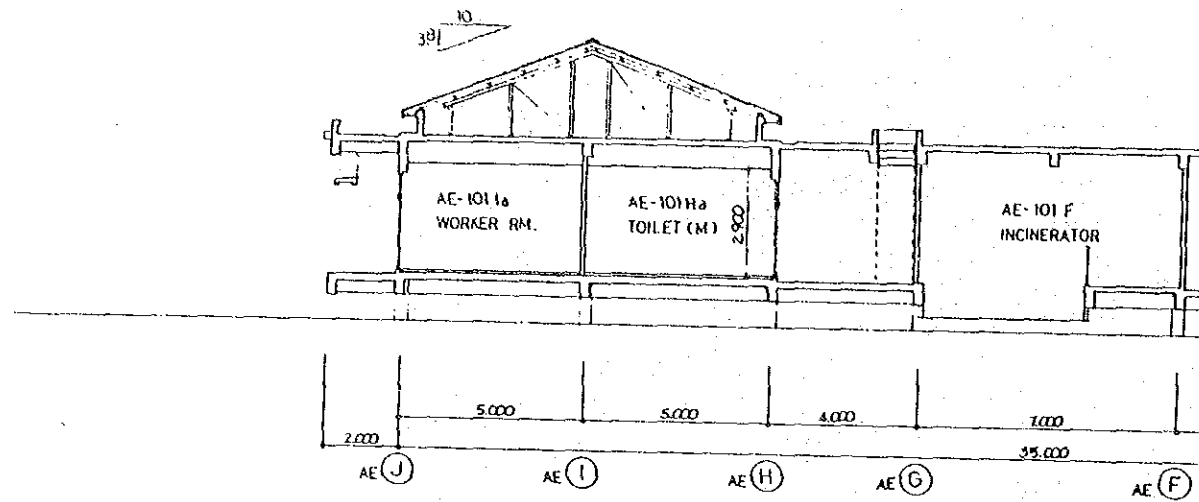 10
3.8
AE-101 Ia
WORKER RM.
AE-101 Ha
TOILET (M)
2.900
AE-101 F
INCINERATOR
5.000
5.000
4.000
7.000
2.000
35.000
AE J
AE I
AE H
AE G
AE F